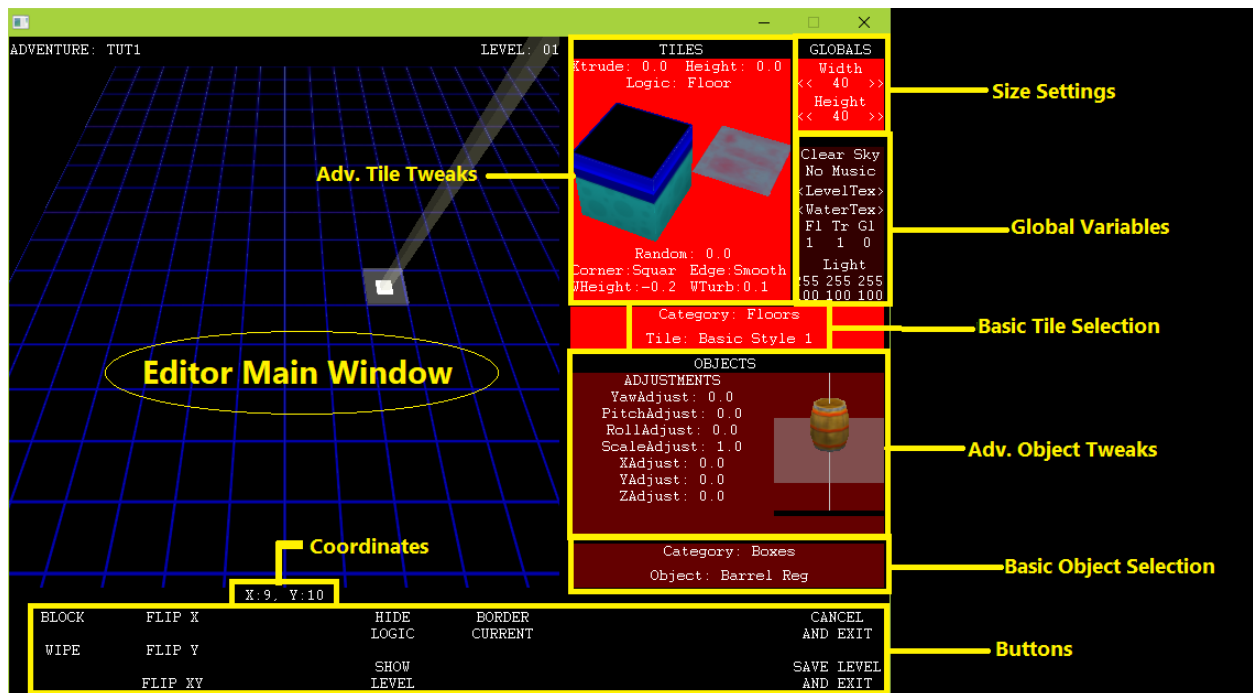 ADVENTURE: TUT1
LEVEL: 01
TILES
Xtrude: 0.0 Height: 0.0
Logic: Floor
Random: 0.0
Corner:Squar Edge:Smooth
WHeight:-0.2 WTurb:0.1
Category: Floors
Tile: Basic Style 1
GLOBALS
Width
<< 40 >>
Height
<< 40 >>
Clear Sky
No Music
<LevelTex>
<WaterTex>
Fl Tr Gl
1 1 0
Light
255 255 255
100 100 100
OBJECTS
ADJUSTMENTS
YawAdjust: 0.0
PitchAdjust: 0.0
RollAdjust: 0.0
ScaleAdjust: 1.0
XAdjust: 0.0
YAdjust: 0.0
ZAdjust: 0.0
Category: Boxes
Object: Barrel Reg
Adv. Tile Tweaks
Editor Main Window
Coordinates
X:9, Y:10
BLOCK
WIPE
FLIP X
FLIP Y
FLIP XY
HIDE
LOGIC
SHOW
LEVEL
BORDER
CURRENT
CANCEL
AND EXIT
SAVE LEVEL
AND EXIT
Size Settings
Global Variables
Basic Tile Selection
Adv. Object Tweaks
Basic Object Selection
Buttons